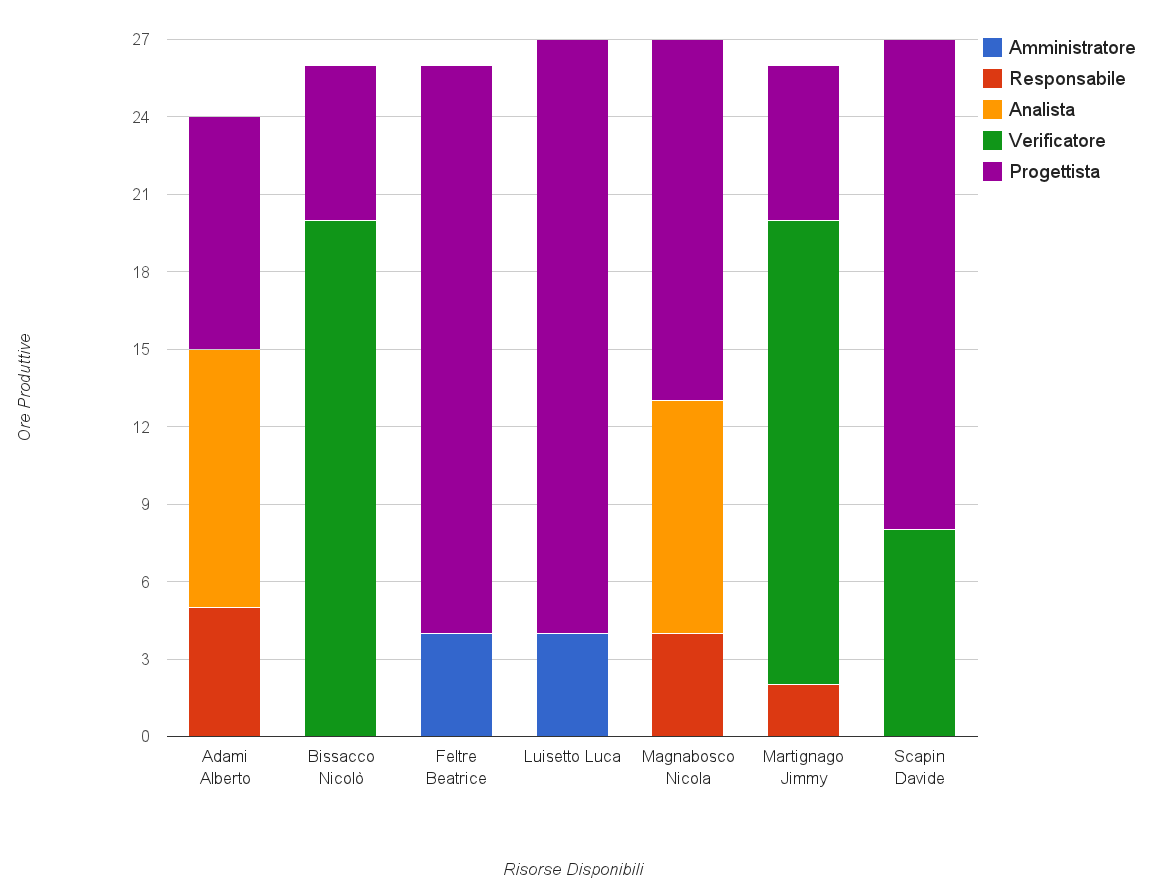 27
24
21
18
15
12
9
6
3
0
Ore Produttive
Amministratore
Responsabile
Analista
Verificatore
Progettista
Adami
Alberto
Bissacco
Nicolò
Feltre
Beatrice
Luisetto Luca
Magnabosco
Nicola
Martignago
Jimmy
Scapin
Davide
Risorse Disponibili